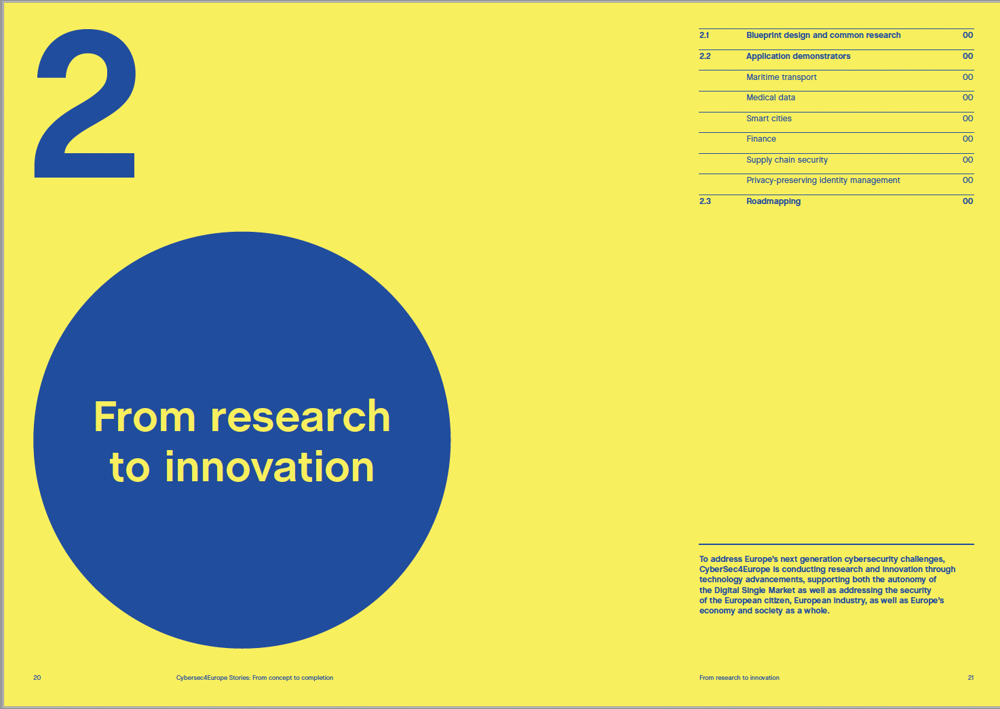 2
From research
to innovation
2.1 Blueprint design and common research 00
2.2 Application demonstrators 00
Maritime transport 00
Medical data 00
Smart cities 00
Finance 00
Supply chain security 00
Privacy-preserving identity management 00
2.3 Roadmapping 00
To address Europe's next generation cybersecurity challenges,
CyberSec4Europe is conducting research and innovation through
technology advancements, supporting both the autonomy of
the Digital Single Market as well as addressing the security
of the European citizen, European industry, as well as Europe's
economy and society as a whole.
20 Cybersec4Europe Stories: From concept to completion
From research to innovation 21